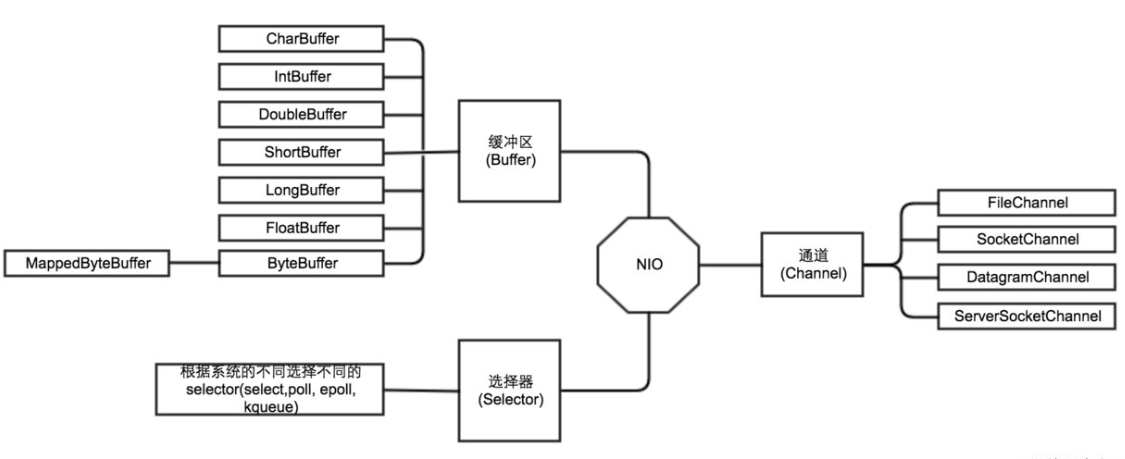 CharBuffer
IntBuffer
DoubleBuffer
ShortBuffer
LongBuffer
FloatBuffer
MappedByteBuffer
ByteBuffer
缓冲区
(Buffer)
NIO
通道
(Channel)
FileChannel
SocketChannel
DatagramChannel
ServerSocketChannel
根据系统的不同选择不同的
selector(select,poll, epoll,
kqueue)
选择器
(Selector)